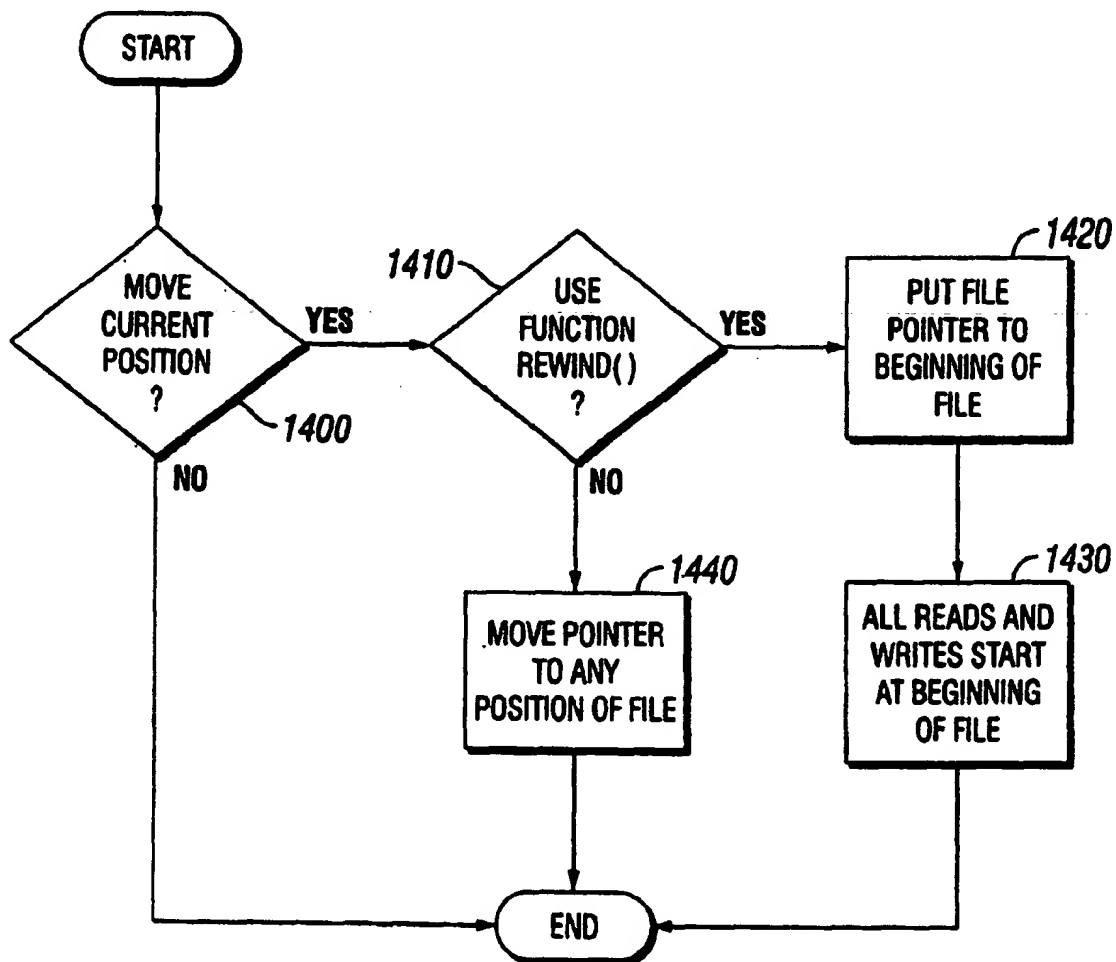 START
MOVE
CURRENT
POSITION
?
1400
YES
NO
1410
USE
FUNCTION
REWIND()
?
YES
NO
1420
PUT FILE
POINTER TO
BEGINNING OF
FILE
1440
MOVE POINTER
TO ANY
POSITION OF FILE
1430
ALL READS AND
WRITES START
AT BEGINNING
OF FILE
END